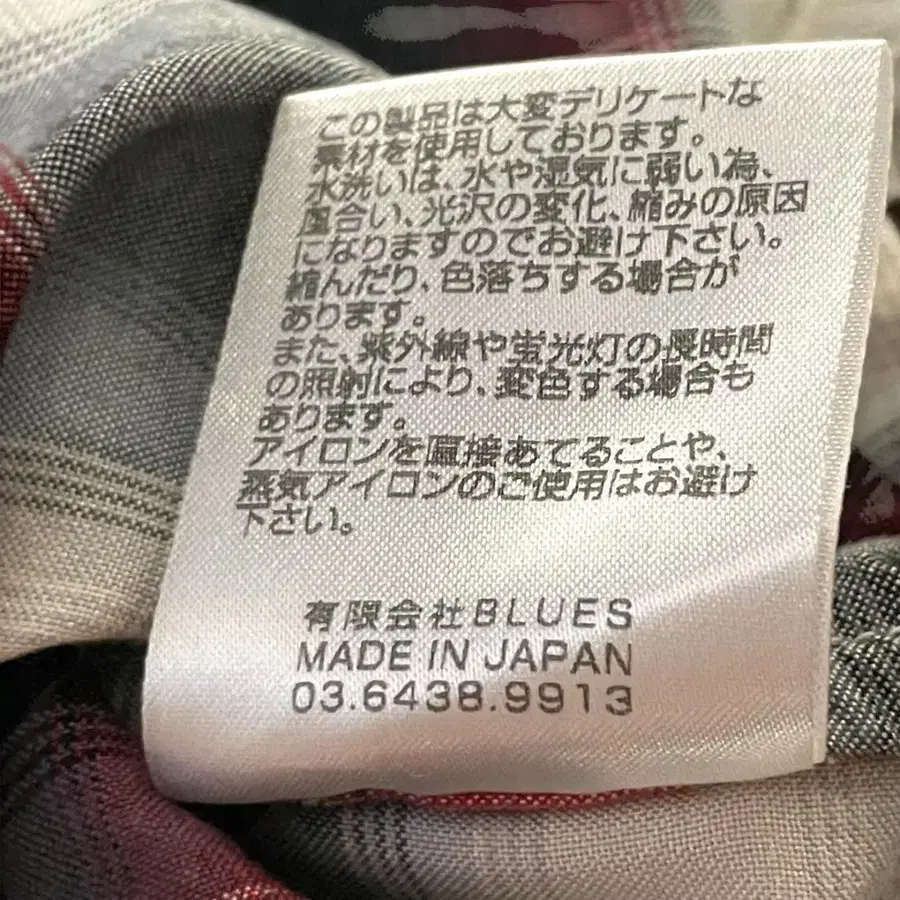 この製品は大変デリケートな
素材を使用しております。
水洗いは、水や湿気に弱い為、
風合い、光沢の変化、縮みの原因
になりますのでお避け下さい。
縮んだり、色落ちする場合が
あります。
また、紫外線や蛍光灯の長時間
の照射により、変色する場合も
あります。
アイロンを直接あてることや、
蒸気アイロンのご使用はお避け
下さい。
有限会社BLUES
MADE IN JAPAN
03.6438.9913